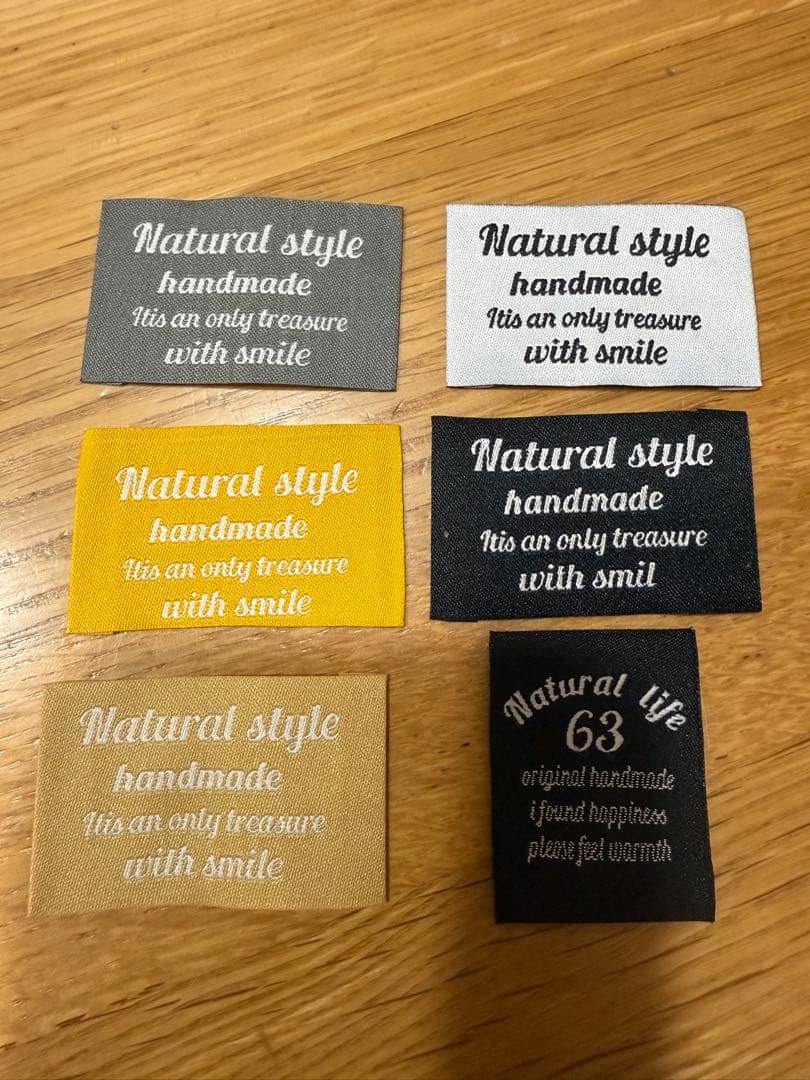 Natural style
handmade
Itis an only treasure
with smile
Natural style
handmade
Itis an only treasure
with smile
Natural style
handmade
Itis an only treasure
with smile
Natural style
handmade
Itis an only treasure
with smil
Natural style
handmade
Itis an only treasure
with smile
Natural life
63
original handmade
i found happiness
please feel warmth